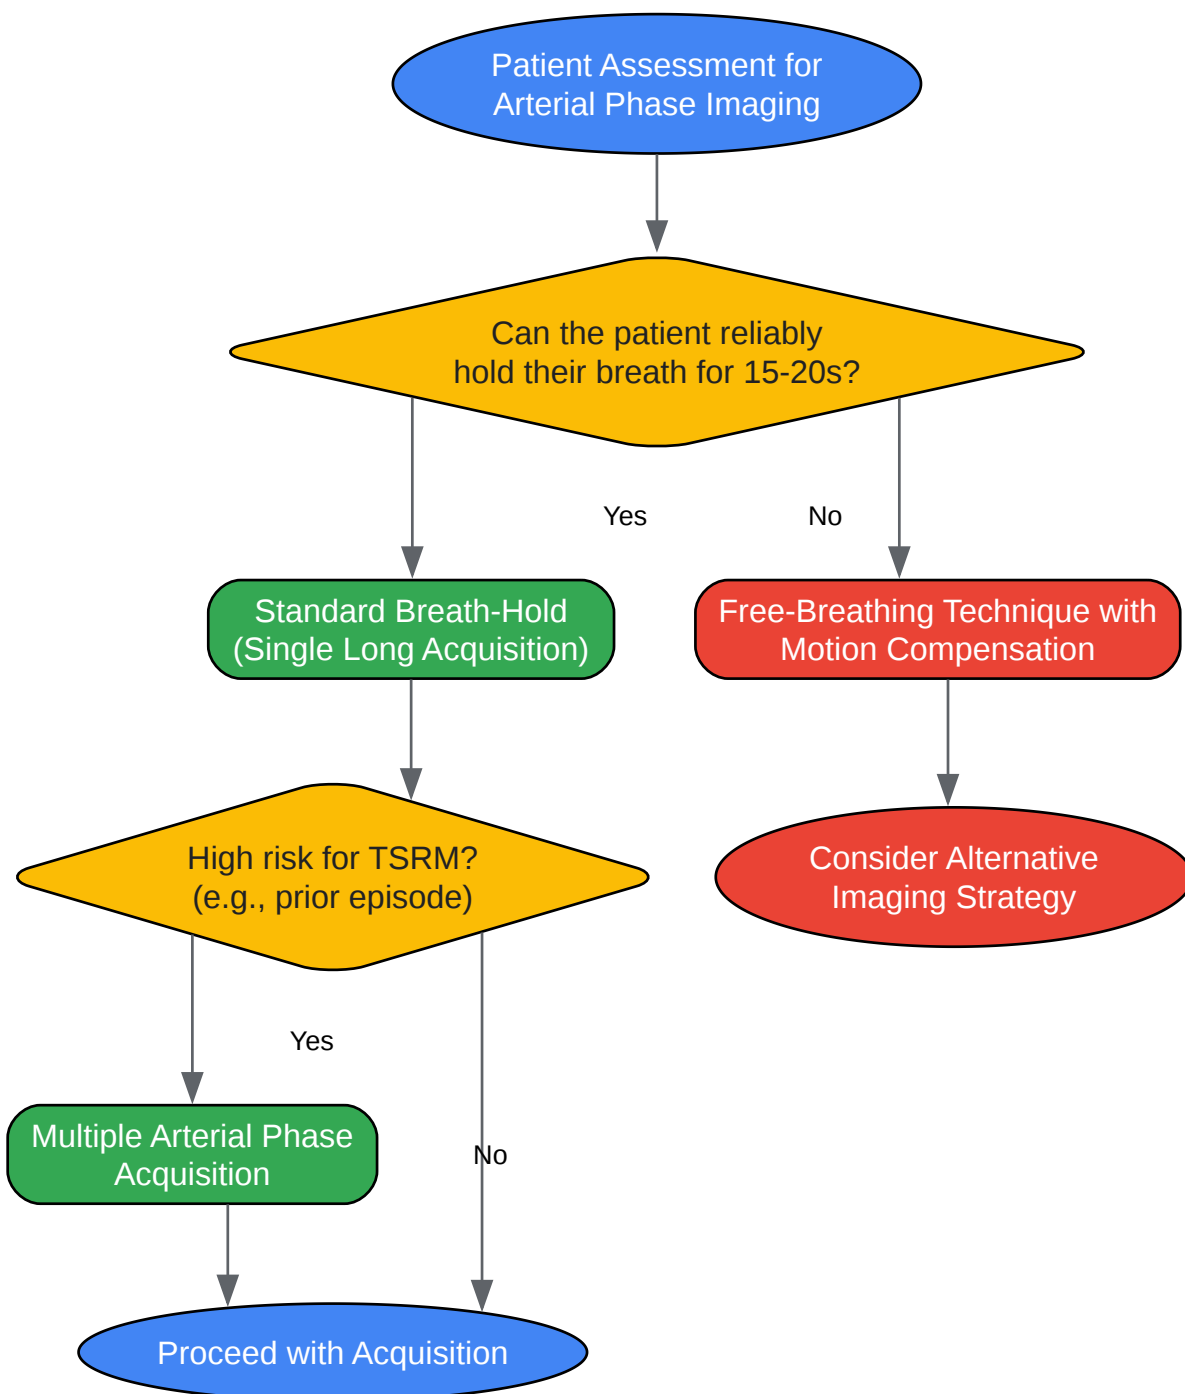 Patient Assessment for
Arterial Phase Imaging
Can the patient reliably
hold their breath for 15-20s?
Yes
No
Standard Breath-Hold
(Single Long Acquisition)
Free-Breathing Technique with
Motion Compensation
High risk for TSRM?
(e.g., prior episode)
Consider Alternative
Imaging Strategy
Yes
Multiple Arterial Phase
Acquisition
No
Proceed with Acquisition